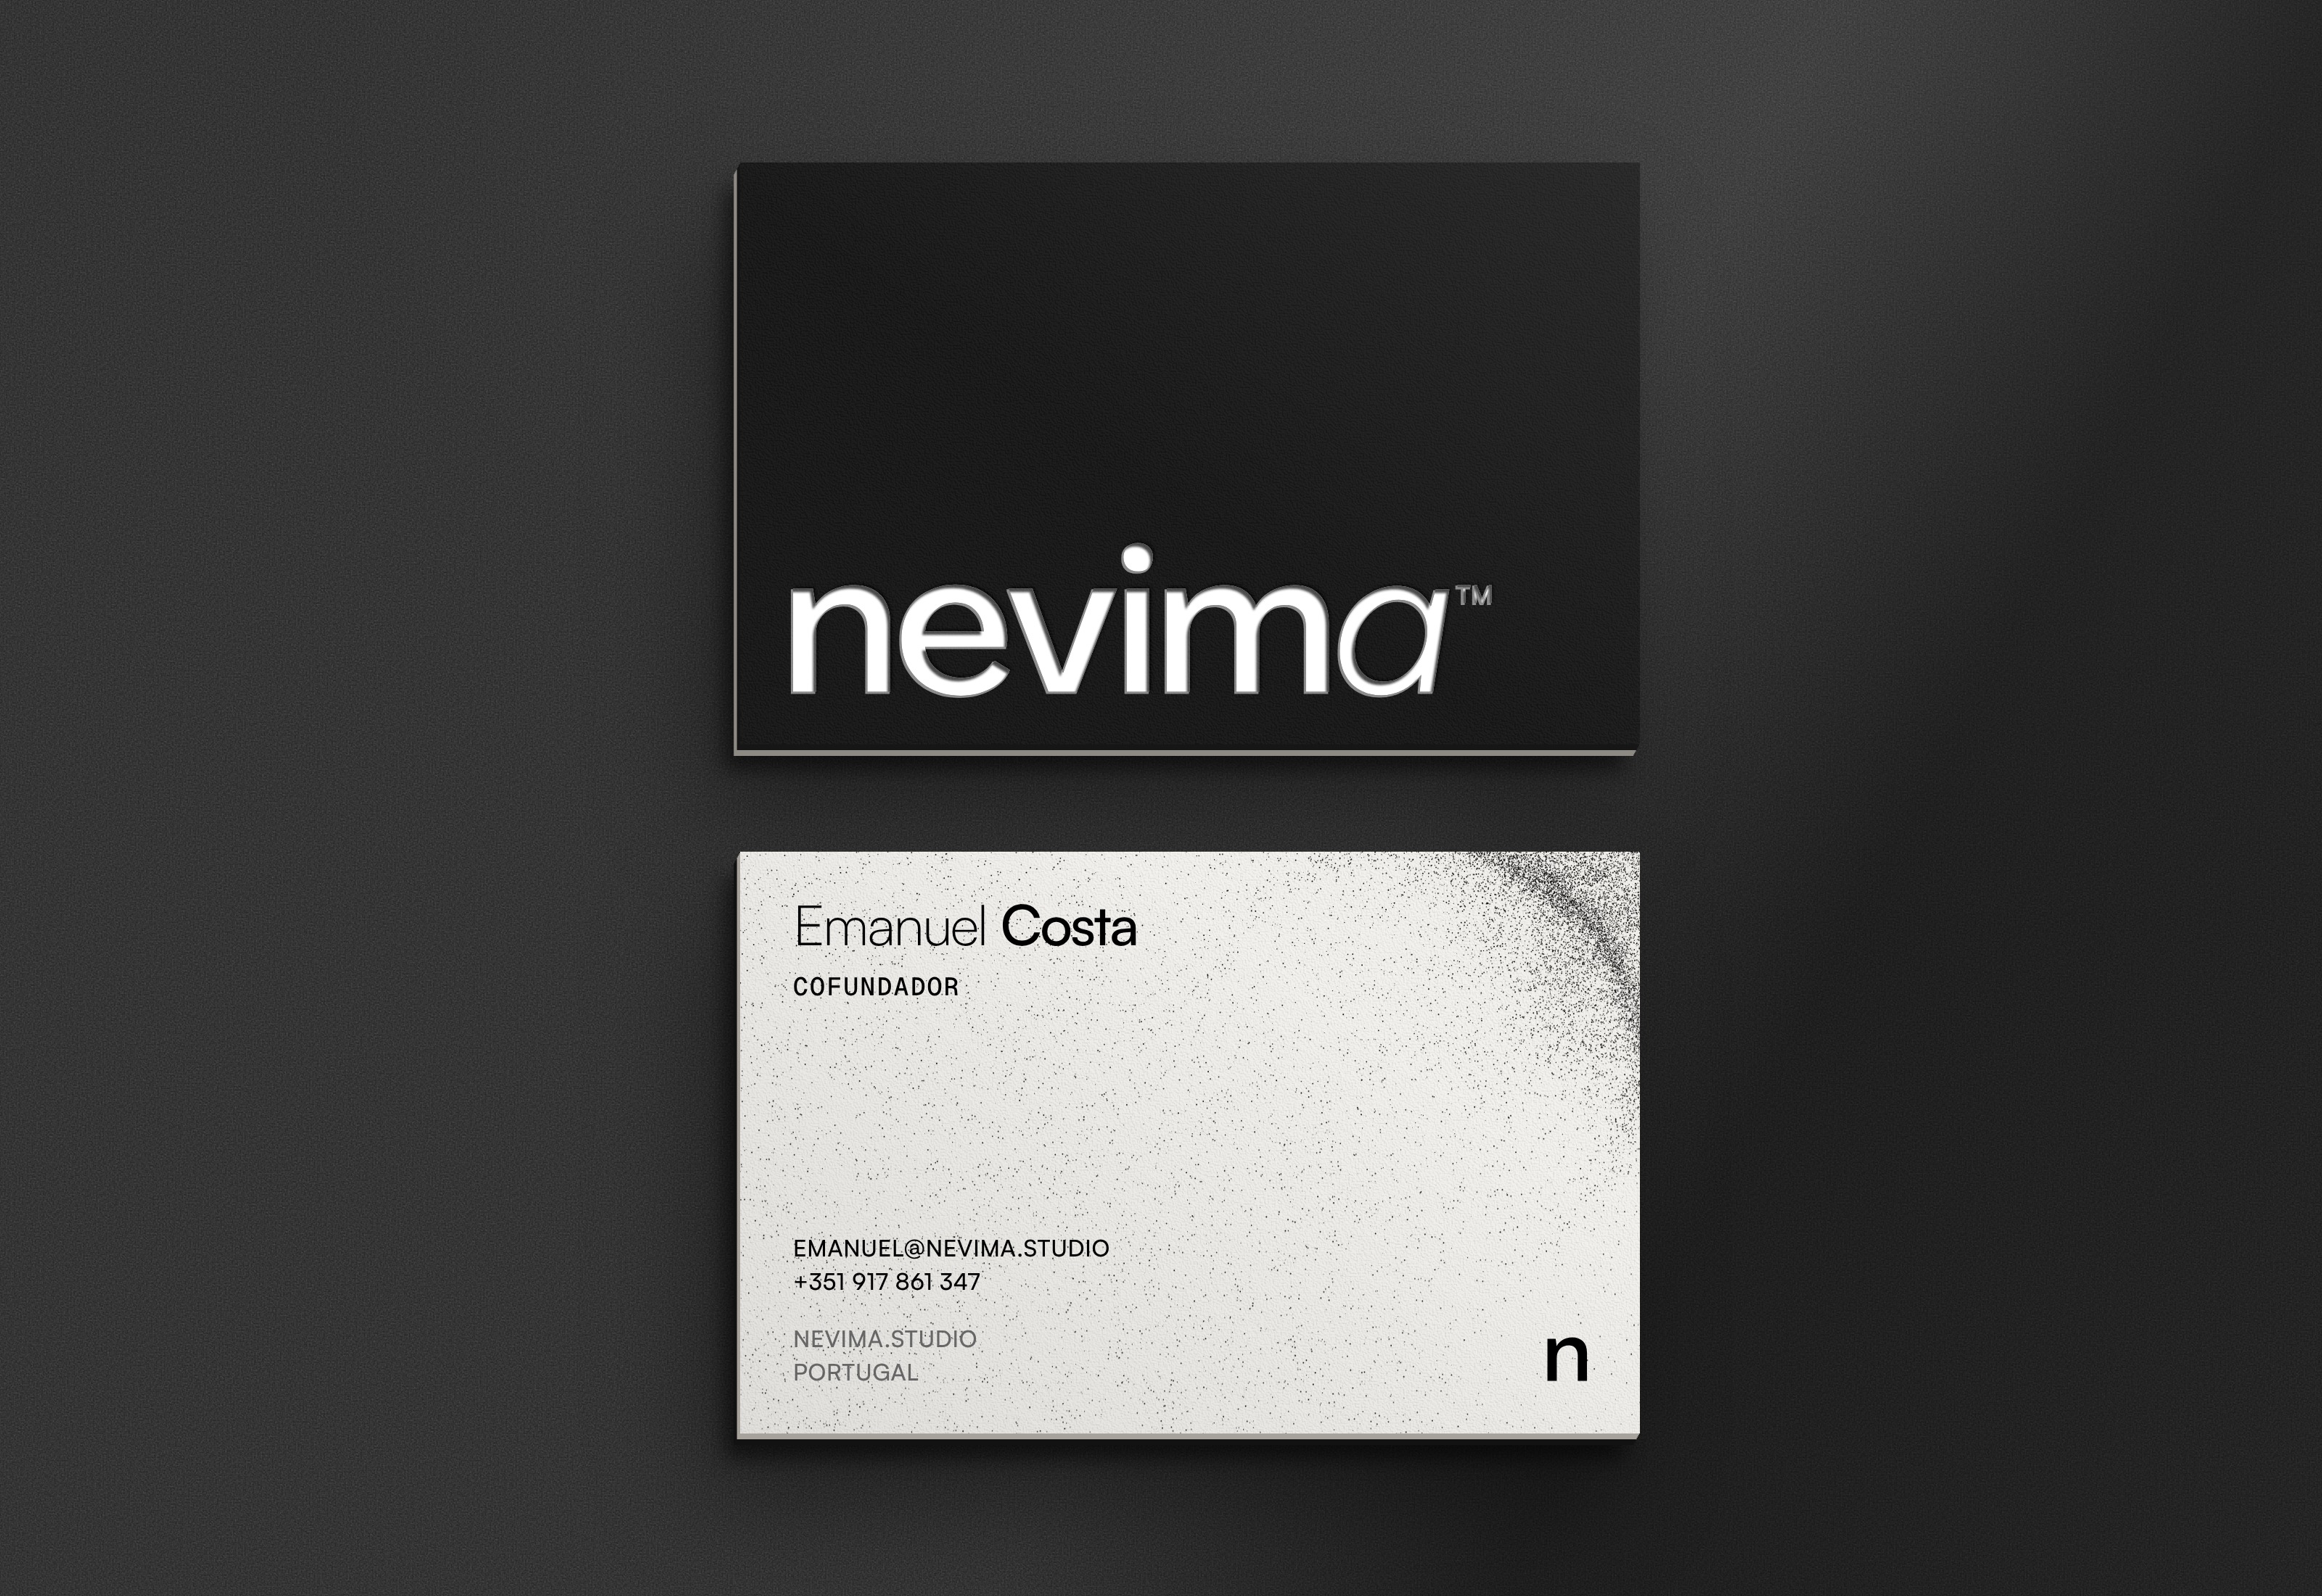 nevima™
Emanuel Costa
COFUNDADOR
EMANUEL@NEVIMA.STUDIO
+351 917 861 347
NEVIMA.STUDIO
PORTUGAL
n